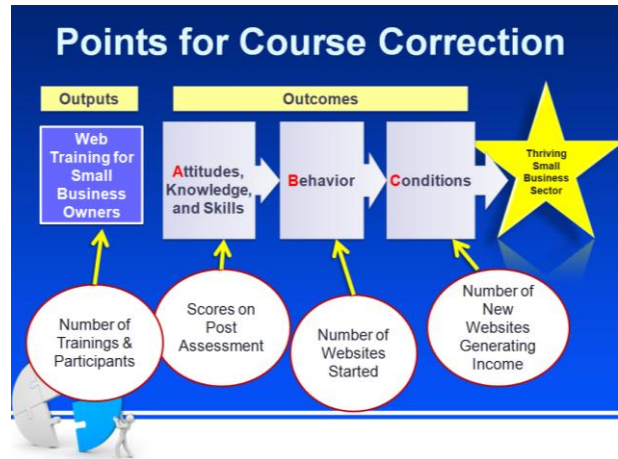 Points for Course Correction
Outputs
Outcomes
Web
Training for
Small
Business
Owners
Attitudes,
Knowledge,
and Skills
Behavior
Conditions
Thriving
Small
Business
Sector
Number of
Trainings &
Participants
Scores on
Post
Assessment
Number of
Websites
Started
Number of
New
Websites
Generating
Income